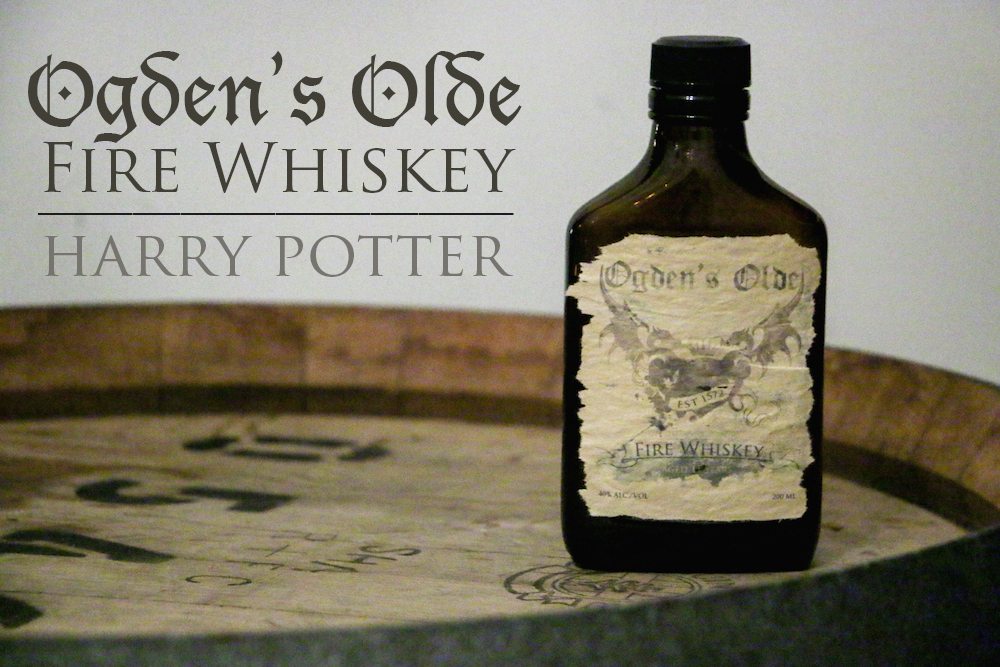 Ogden's Olde
FIRE WHISKEY
HARRY POTTER
Ogden's Olde
EST 1572
FIRE WHISKEY
40% ALC/VOL
200 ML